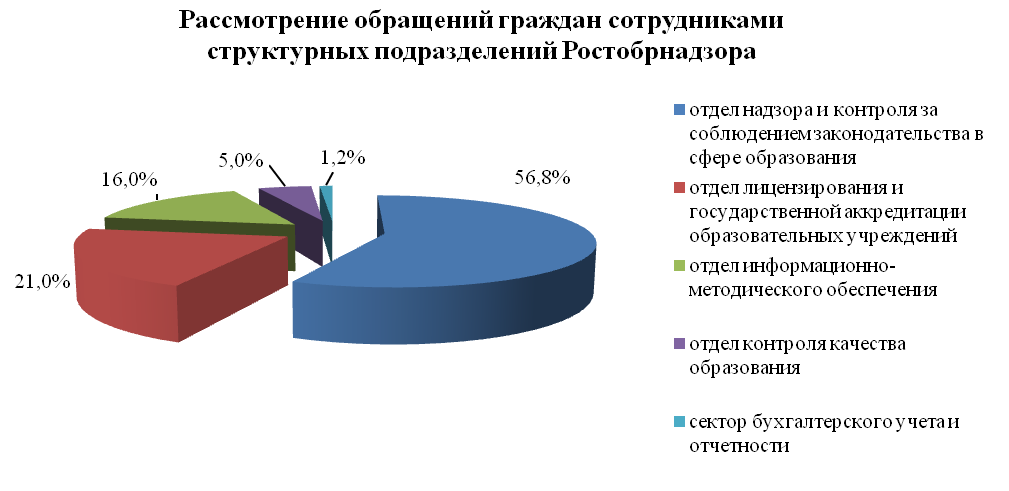 Рассмотрение обращений граждан сотрудниками
структурных подразделений Ростобрнадзора
56,8%
21,0%
16,0%
5,0%
1,2%
отдел надзора и контроля за
соблюдением законодательства в
сфере образования
отдел лицензирования и
государственной аккредитации
образовательных учреждений
отдел информационно-
методического обеспечения
отдел контроля качества
образования
сектор бухгалтерского учета и
отчетности